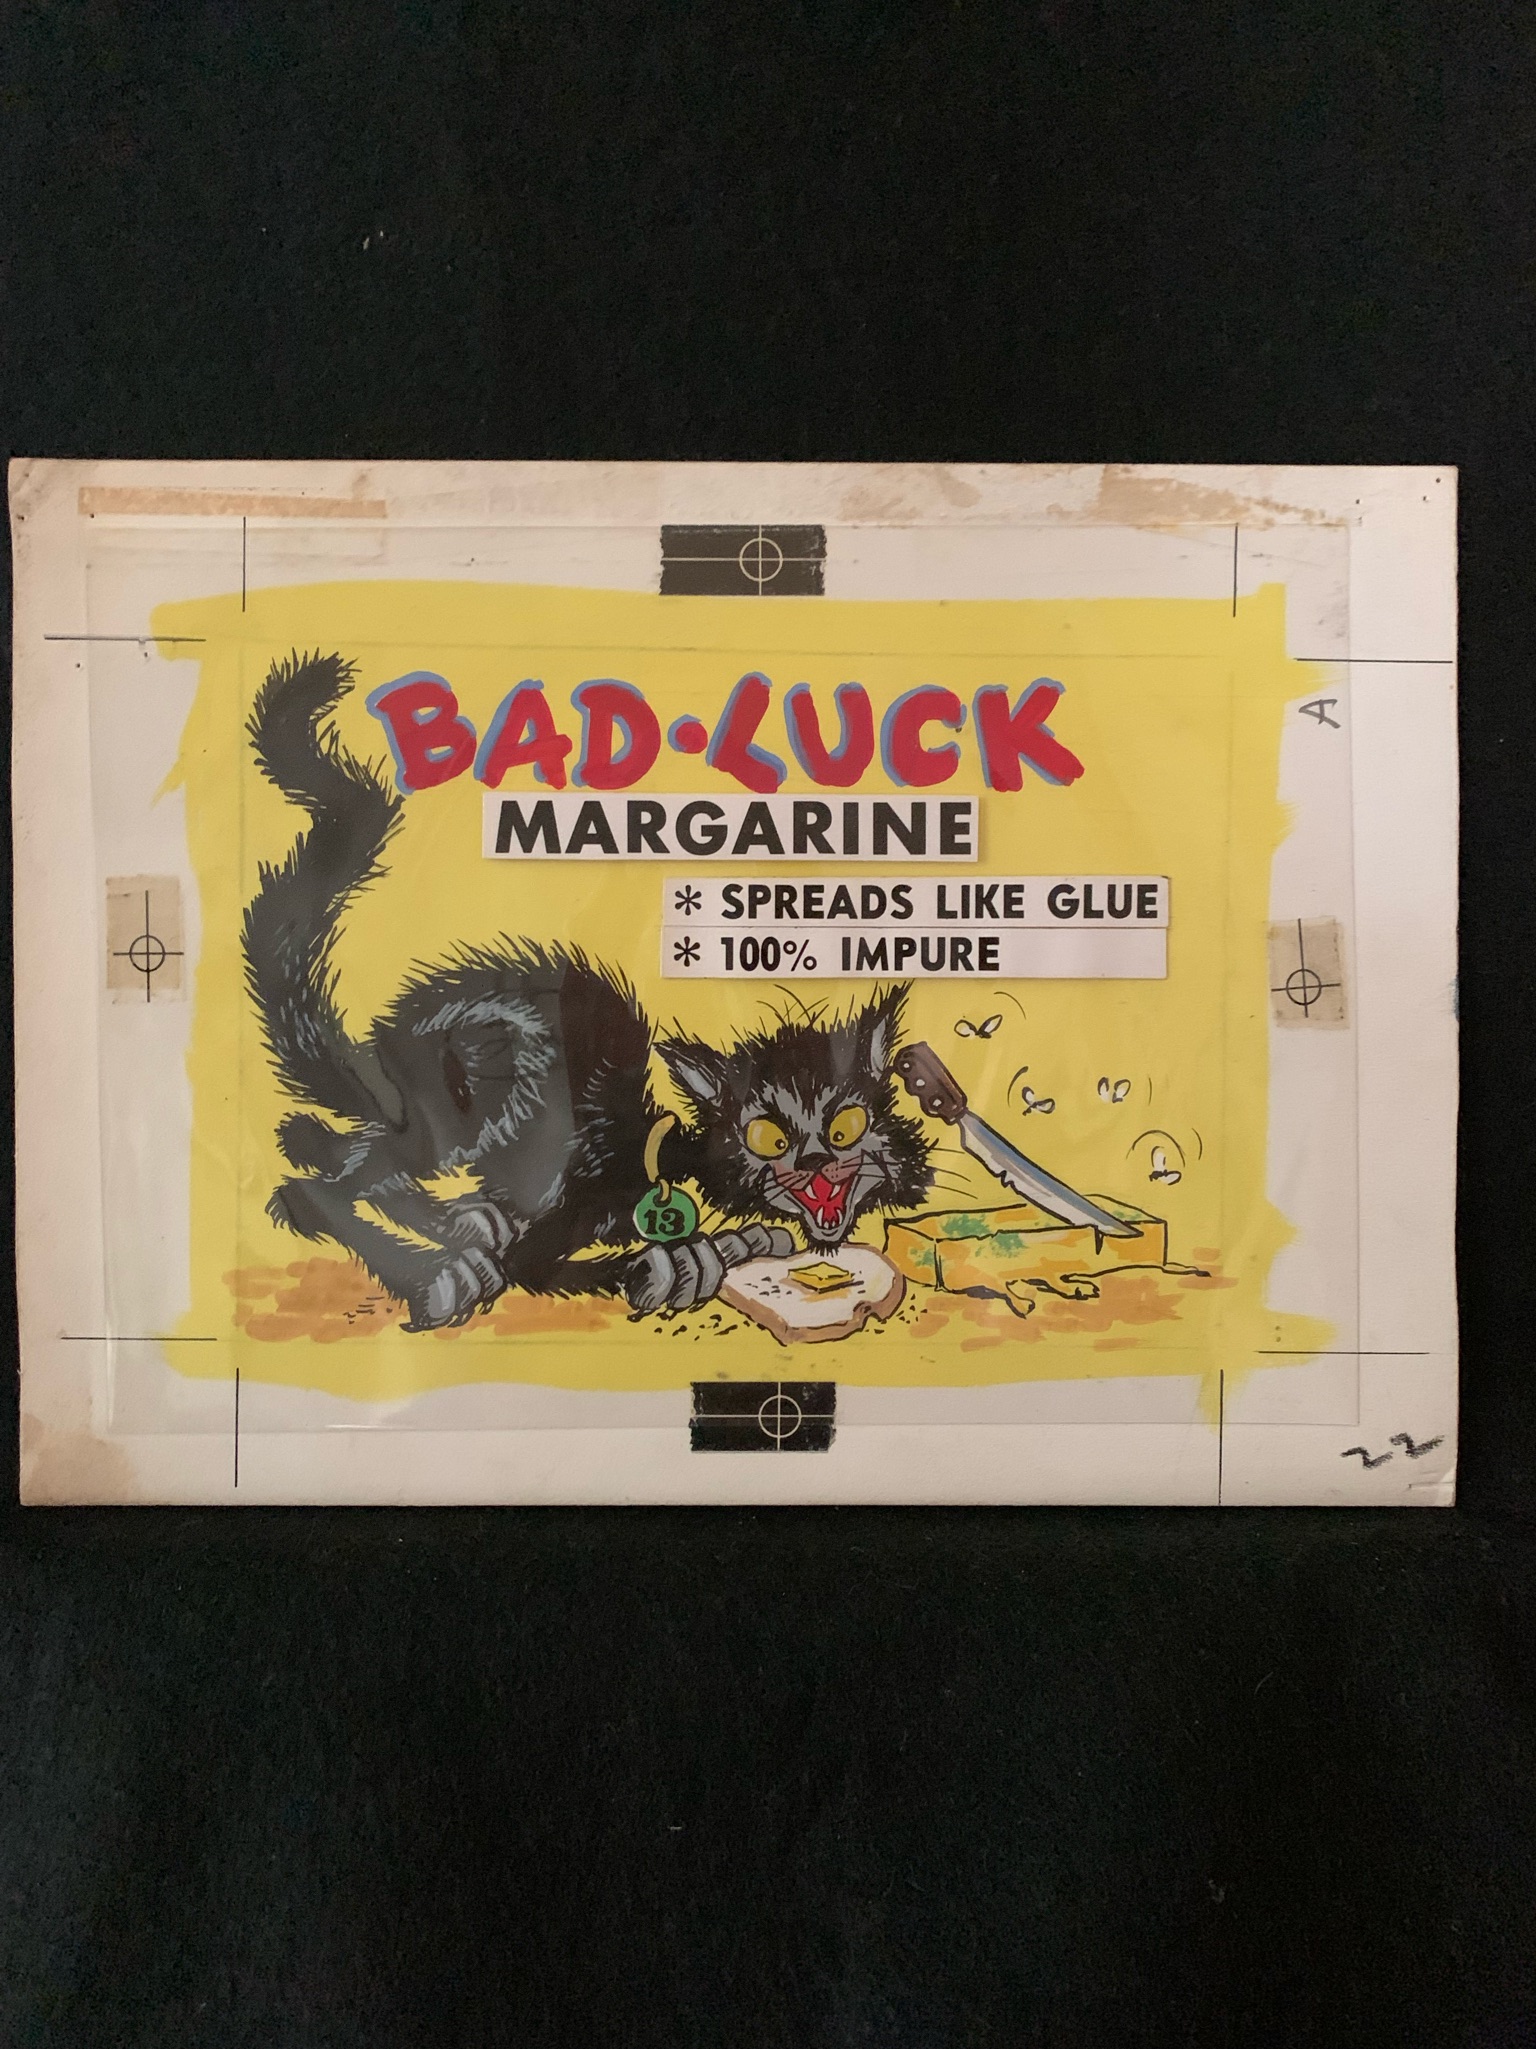 BAD·LUCK
MARGARINE
* SPREADS LIKE GLUE
* 100% IMPURE
13
A
22